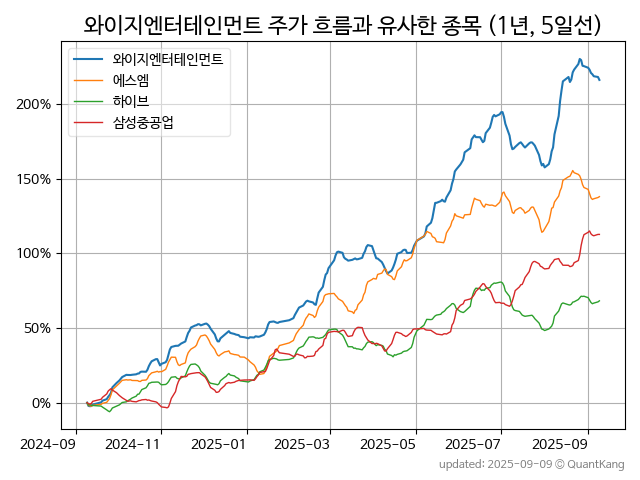 와이지엔터테인먼트 주가 흐름과 유사한 종목 (1년, 5일선)
와이지엔터테인먼트
에스엠
하이브
삼성중공업
200%
150%
100%
50%
0%
2024-09 2024-11 2025-01 2025-03 2025-05 2025-07 2025-09
updated: 2025-09-09 © QuantKang